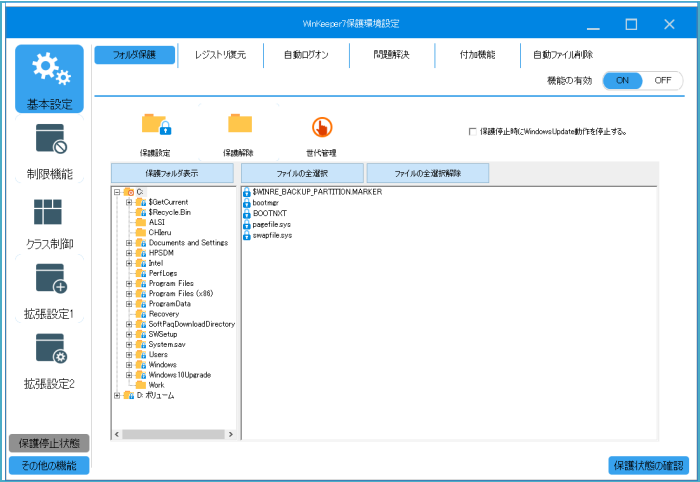 WinKeeper7保護環境設定
基本設定
制限機能
クラス制御
拡張設定1
拡張設定2
保護停止状態
その他の機能
フォルダ保護 レジストリ復元 自動ログオン 問題解決 付加機能 自動ファイル削除
機能の有効 ON OFF
保護設定 保護解除 世代管理
保護停止時にWindowsUpdate動作を停止する。
保護フォルダ表示 ファイルの全選択 ファイルの全選択解除
C:
$GetCurrent
$Recycle.Bin
ALSI
CHIeru
Documents and Settings
HPSDM
Intel
PerfLogs
Program Files
Program Files (x86)
ProgramData
Recovery
SoftPaqDownloadDirectory
SWSetup
System.sav
Users
Windows
Windows10Upgrade
Work
D: ボリューム
$WINRE_BACKUP_PARTITION.MARKER
bootmgr
BOOTNXT
pagefile.sys
swapfile.sys
保護状態の確認